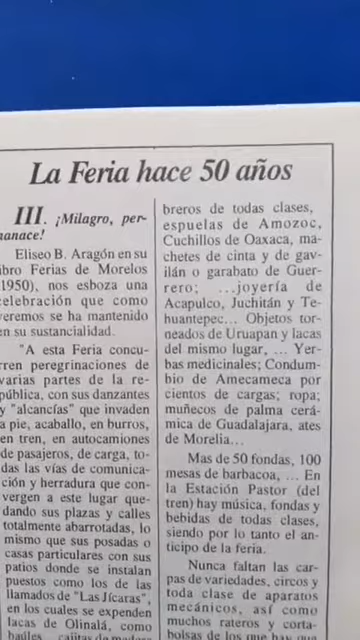 La Feria hace 50 años
III. ¡Milagro, per-
manace!
Eliseo B. Aragón en su
ibro Ferias de Morelos
1950), nos esboza una
celebración que como
veremos se ha mantenido
en su sustancialidad.
"A esta Feria concu-
rren peregrinaciones de
varias partes de la re-
pública, con sus danzantes
y "alcancías" que invaden
a pie, acaballo, en burros,
en tren, en autocamiones
de pasajeros, de carga, to-
das las vías de comunica-
ción y herradura que con-
vergen a este lugar que-
dando sus plazas y calles
totalmente abarrotadas, lo
mismo que sus posadas o
casas particulares con sus
patios donde se instalan
puestos como los de las
llamados de "Las Jícaras",
en los cuales se expenden
lacas de Olinalá, como
baúles, cajitas de madera
breros de todas clases,
espuelas de Amozoc,
Cuchillos de Oaxaca, ma-
chetes de cinta y de gav-
ilán o garabato de Guer-
rero; ...joyería de
Acapulco, Juchitán y Te-
huantepec... Objetos tor-
neados de Uruapan y lacas
del mismo lugar, ... Yer-
bas medicinales; Condum-
bio de Amecameca por
cientos de cargas; ropa;
muñecos de palma cerá-
mica de Guadalajara, ates
de Morelia...
Mas de 50 fondas, 100
mesas de barbacoa, ... En
la Estación Pastor (del
tren) hay música, fondas y
bebidas de todas clases,
siendo por lo tanto el an-
ticipo de la feria.
Nunca faltan las car-
pas de variedades, circos y
toda clase de aparatos
mecánicos, así como
muchos rateros y corta-
bolsas de los que hay que